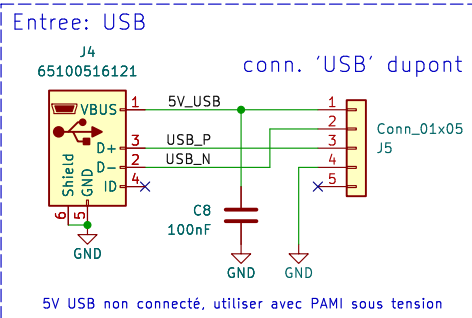 Entree: USB
J4
65100516121
conn. 'USB' dupont
VBUS 1 5V_USB 1
2 Conn_01x05
D+ 3 USB_P 3 J5
D- 2 USB_N 4
ID 4 5
Shield GND
6 5
C8
100nF
GND GND GND
5V USB non connecté, utiliser avec PAMI sous tension